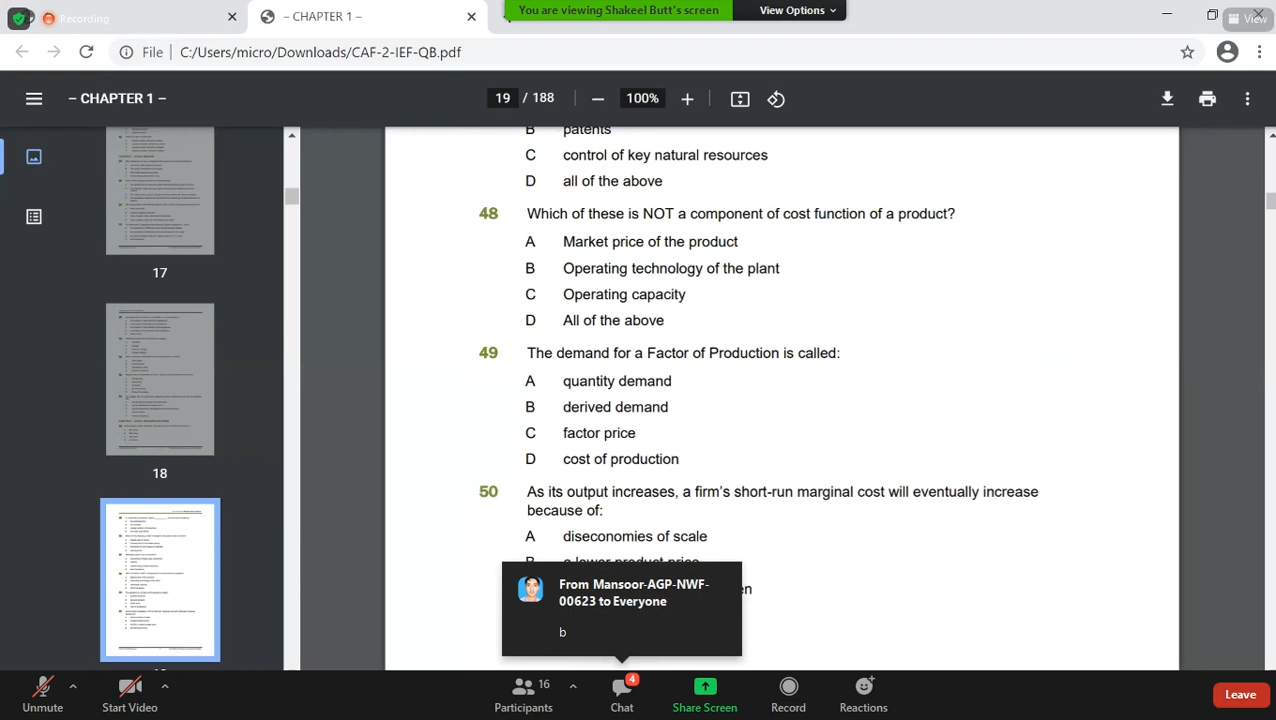 Recording
– CHAPTER 1 –
You are viewing Shakeel Butt's screen
View Options
View
File
C:/Users/micro/Downloads/CAF-2-IEF-QB.pdf
– CHAPTER 1 –
19 / 188
100%
B patents
C control of key natural resources
D all of the above
48 Which of these is NOT a component of cost function of a product?
A Market price of the product
B Operating technology of the plant
C Operating capacity
D All of the above
49 The demand for a Factor of Production is called:
A quantity demand
B derived demand
C factor price
D cost of production
50 As its output increases, a firm's short-run marginal cost will eventually increase
because of:
A diseconomies of scale
From Mansoor-AGP-NWF-
to Everyone
b
17
18
Unmute
Start Video
16
Participants
4
Chat
Share Screen
Record
Reactions
Leave